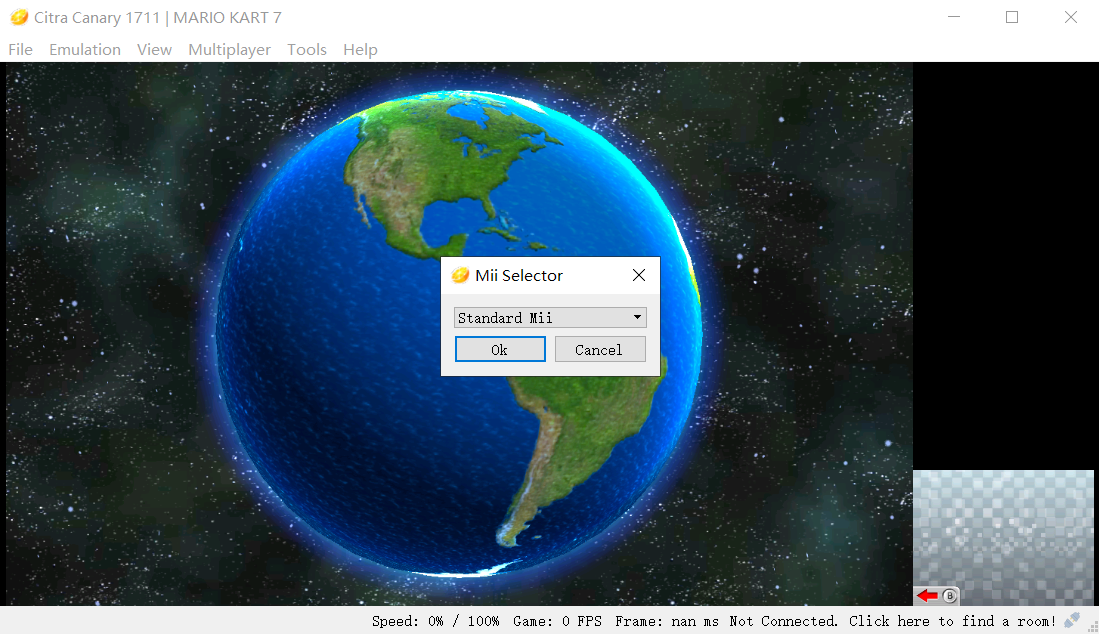 Citra Canary 1711 | MARIO KART 7
File Emulation View Multiplayer Tools Help
Mii Selector
Standard Mii
Ok Cancel
B
Speed: 0% / 100% Game: 0 FPS Frame: nan ms Not Connected. Click here to find a room!